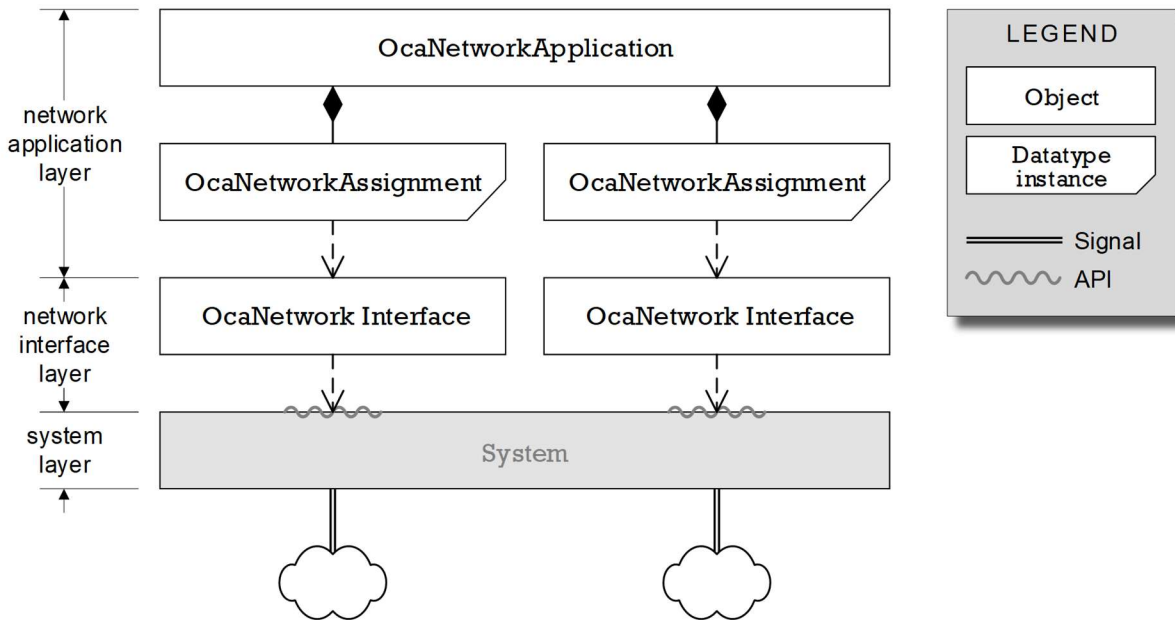 OcaNetworkApplication
network
application
layer
OcaNetworkAssignment
OcaNetworkAssignment
network
interface
layer
OcaNetwork Interface
OcaNetwork Interface
system
layer
System
LEGEND
Object
Datatype
instance
Signal
API